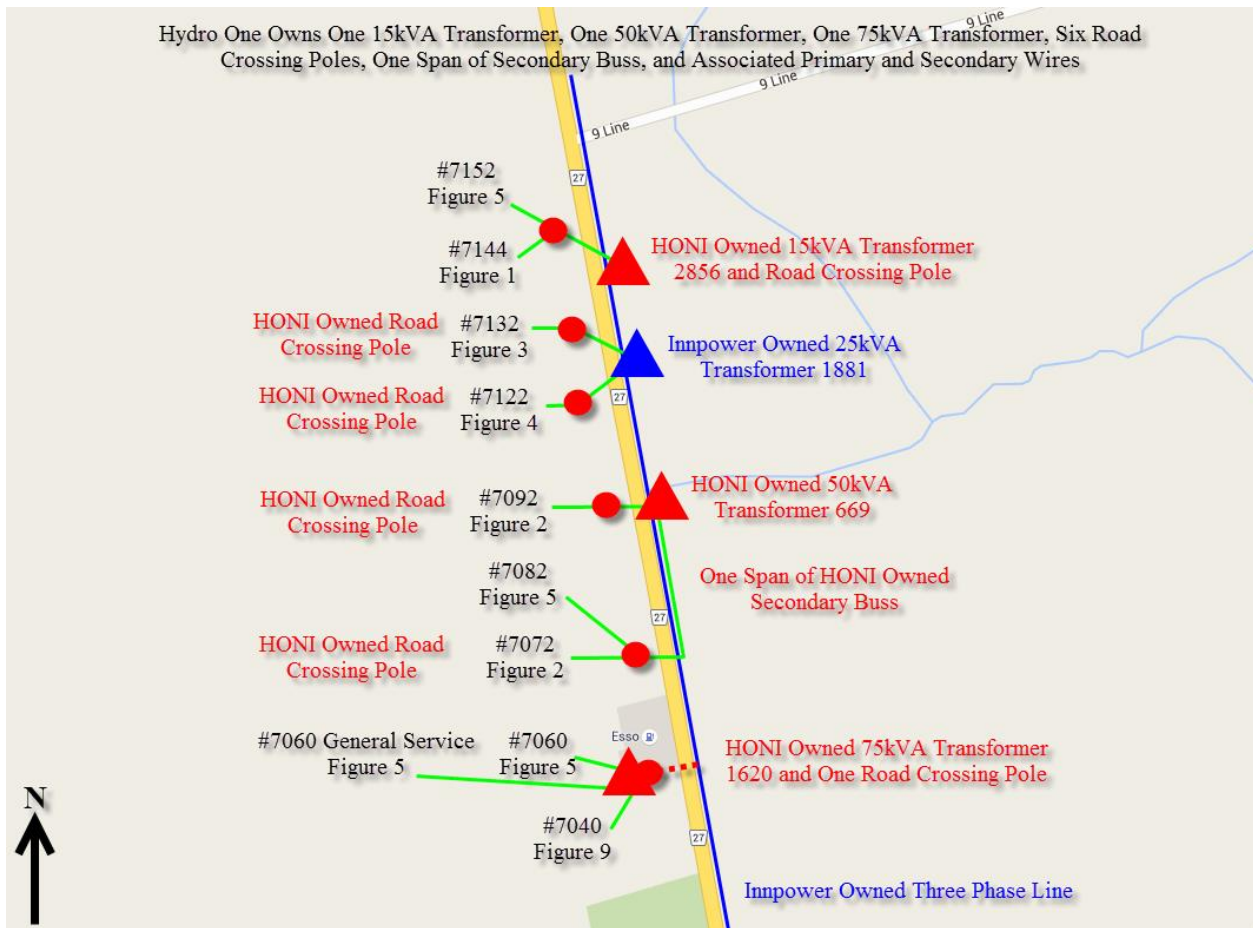 Hydro One Owns One 15kVA Transformer, One 50kVA Transformer, One 75kVA Transformer, Six Road
Crossing Poles, One Span of Secondary Buss, and Associated Primary and Secondary Wires
9 Line
9 Line
9 Line
27
#7152
Figure 5
#7144
Figure 1
HONI Owned 15kVA Transformer
2856 and Road Crossing Pole
HONI Owned Road
Crossing Pole
#7132
Figure 3
Innpower Owned 25kVA
Transformer 1881
HONI Owned Road
Crossing Pole
#7122
Figure 4
27
HONI Owned Road
Crossing Pole
#7092
Figure 2
HONI Owned 50kVA
Transformer 669
#7082
Figure 5
One Span of HONI Owned
Secondary Buss
27
HONI Owned Road
Crossing Pole
#7072
Figure 2
#7060 General Service
Figure 5
#7060
Figure 5
Esso
HONI Owned 75kVA Transformer
1620 and One Road Crossing Pole
#7040
Figure 9
27
N
Innpower Owned Three Phase Line